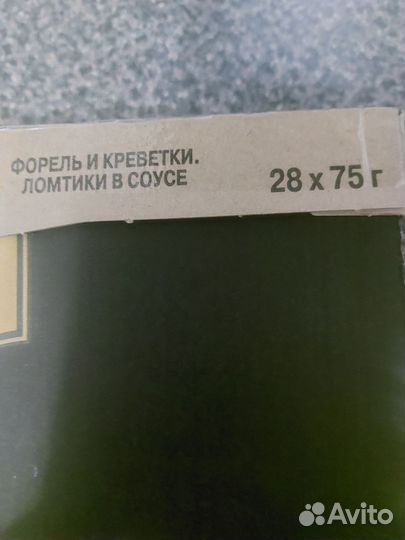 ФОРЕЛЬ И КРЕВЕТКИ.
ЛОМТИКИ В СОУСЕ
28 х 75 г
Avito